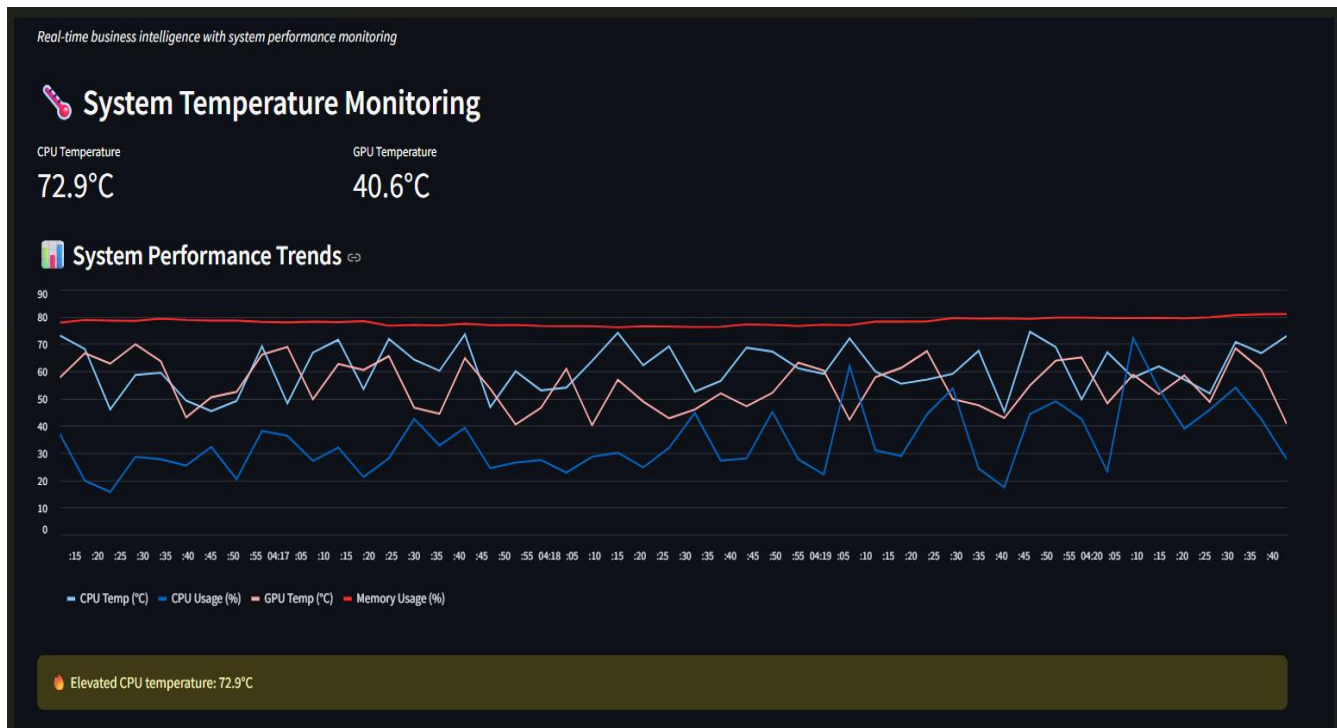 Real-time business intelligence with system performance monitoring
System Temperature Monitoring
CPU Temperature GPU Temperature
72.9°C 40.6°C
System Performance Trends
90
80
70
60
50
40
30
20
10
0
:15 :20 :25 :30 :35 :40 :45 :50 :55 04:17 :05 :10 :15 :20 :25 :30 :35 :40 :45 :50 :55 04:18 :05 :10 :15 :20 :25 :30 :35 :40 :45 :50 :55 04:19 :05 :10 :15 :20 :25 :30 :35 :40 :45 :50 :55 04:20 :05 :10 :15 :20 :25 :30 :35 :40
CPU Temp (°C) CPU Usage (%) GPU Temp (°C) Memory Usage (%)
Elevated CPU temperature: 72.9°C